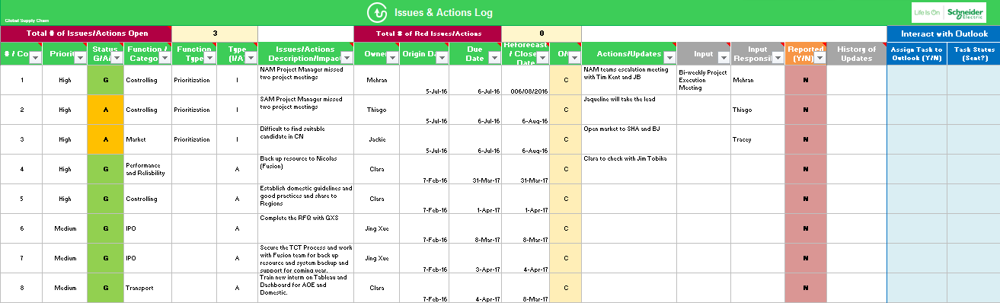 Issues & Actions Log
Global Supply Chain
Life Is On Schneider Electric
Total # of Issues/Actions Open 3 Total # of Red Issues/Actions 0 Interact with Outlook
# / Co Priorit Status G/A/ Function / Catego Function Type Type (I/A) Issues/Actions Description/Impac Owne Origin Da Due Date Reforecast / Close Date O/ Actions/Updates Input Input Responsi Reported (Y/N) History of Updates Assign Task to Outlook (Y/N) Task Status (Sent?)
1 High G Controlling Prioritization I NAM Project Manager missed two project meetings Mehran 5-Jul-16 6-Jul-16 006/08/2016 C NAM teams escalation meeting with Tim Kent and JB Bi-weekly Project Execution Meeting Mehran N
2 High A Controlling Prioritization I SAM Project Manager missed two project meetings Thiago 5-Jul-16 6-Jul-16 6-Aug-16 C Jaqueline will take the lead Thiago N
3 High A Market Prioritization I Difficult to find suitable candidate in CN Jackie 5-Jul-16 6-Jul-16 6-Aug-16 C Open market to SHA and BJ Tracey N
4 High G Performance and Reliability A Back up resource to Nicolas (Fusion) Clara 7-Feb-16 31-Mar-17 31-Mar-17 C Clara to check with Jim Tobika N
5 High G Controlling A Establish domestic guidelines and good practices and share to Regions Clara 7-Feb-16 1-Apr-17 1-Apr-17 C N
6 Medium G IPO A Complete the RFQ with GXS Jing Xue 7-Feb-16 8-Mar-17 8-Mar-17 C N
7 Medium G IPO A Secure the TCT Process and work with Fusion team for back up resource and system backup and support for coming year. Jing Xue 7-Feb-16 3-Apr-17 4-Apr-17 C N
8 Medium G Transport A Train new intern on Tableau and Dashboard for AOE and Domestic. Clara 7-Feb-16 4-Apr-17 8-Mar-17 C N